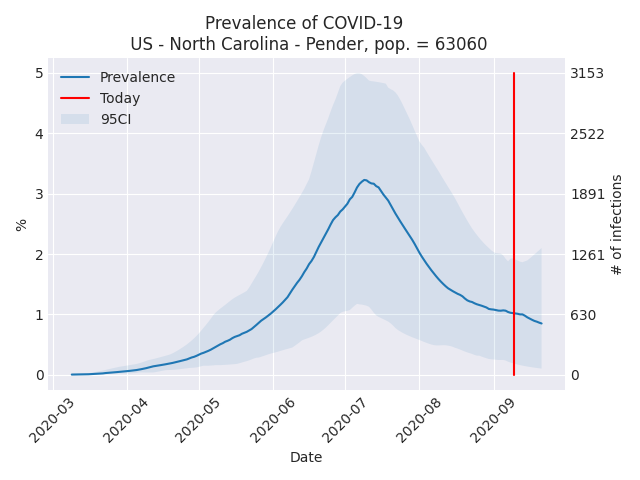 Prevalence of COVID-19
US - North Carolina - Pender, pop. = 63060
Prevalence
Today
95CI
5
4
3
2
1
0
%
3153
2522
1891
1261
630
0
# of infections
2020-03
2020-04
2020-05
2020-06
2020-07
2020-08
2020-09
Date